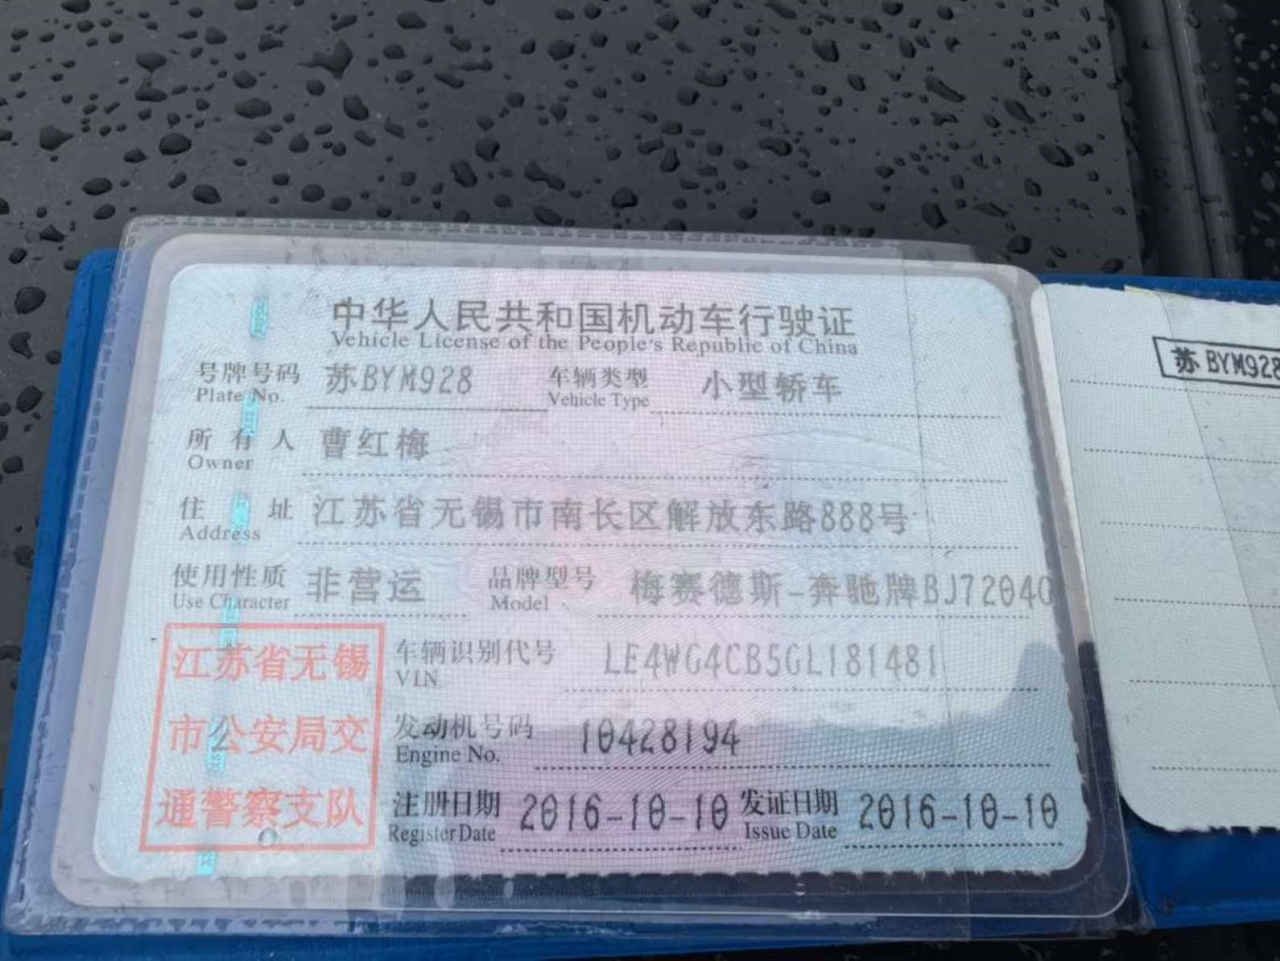 中华人民共和国机动车行驶证
Vehicle License of the People's Republic of China
号牌号码 苏BYM928 车辆类型 小型轿车
Plate No. Vehicle Type
所有人 曹红梅
Owner
住址 江苏省无锡市南长区解放东路888号
Address
使用性质 非营运 品牌型号 梅赛德斯-奔驰牌BJ7204G
Use Character Model
车辆识别代号 LE4WG4CB5GL181481
VIN
发动机号码 10428194
Engine No.
注册日期 2016-10-10 发证日期 2016-10-10
Register Date Issue Date
江苏省无锡
市公安局交
通警察支队
苏BYM928